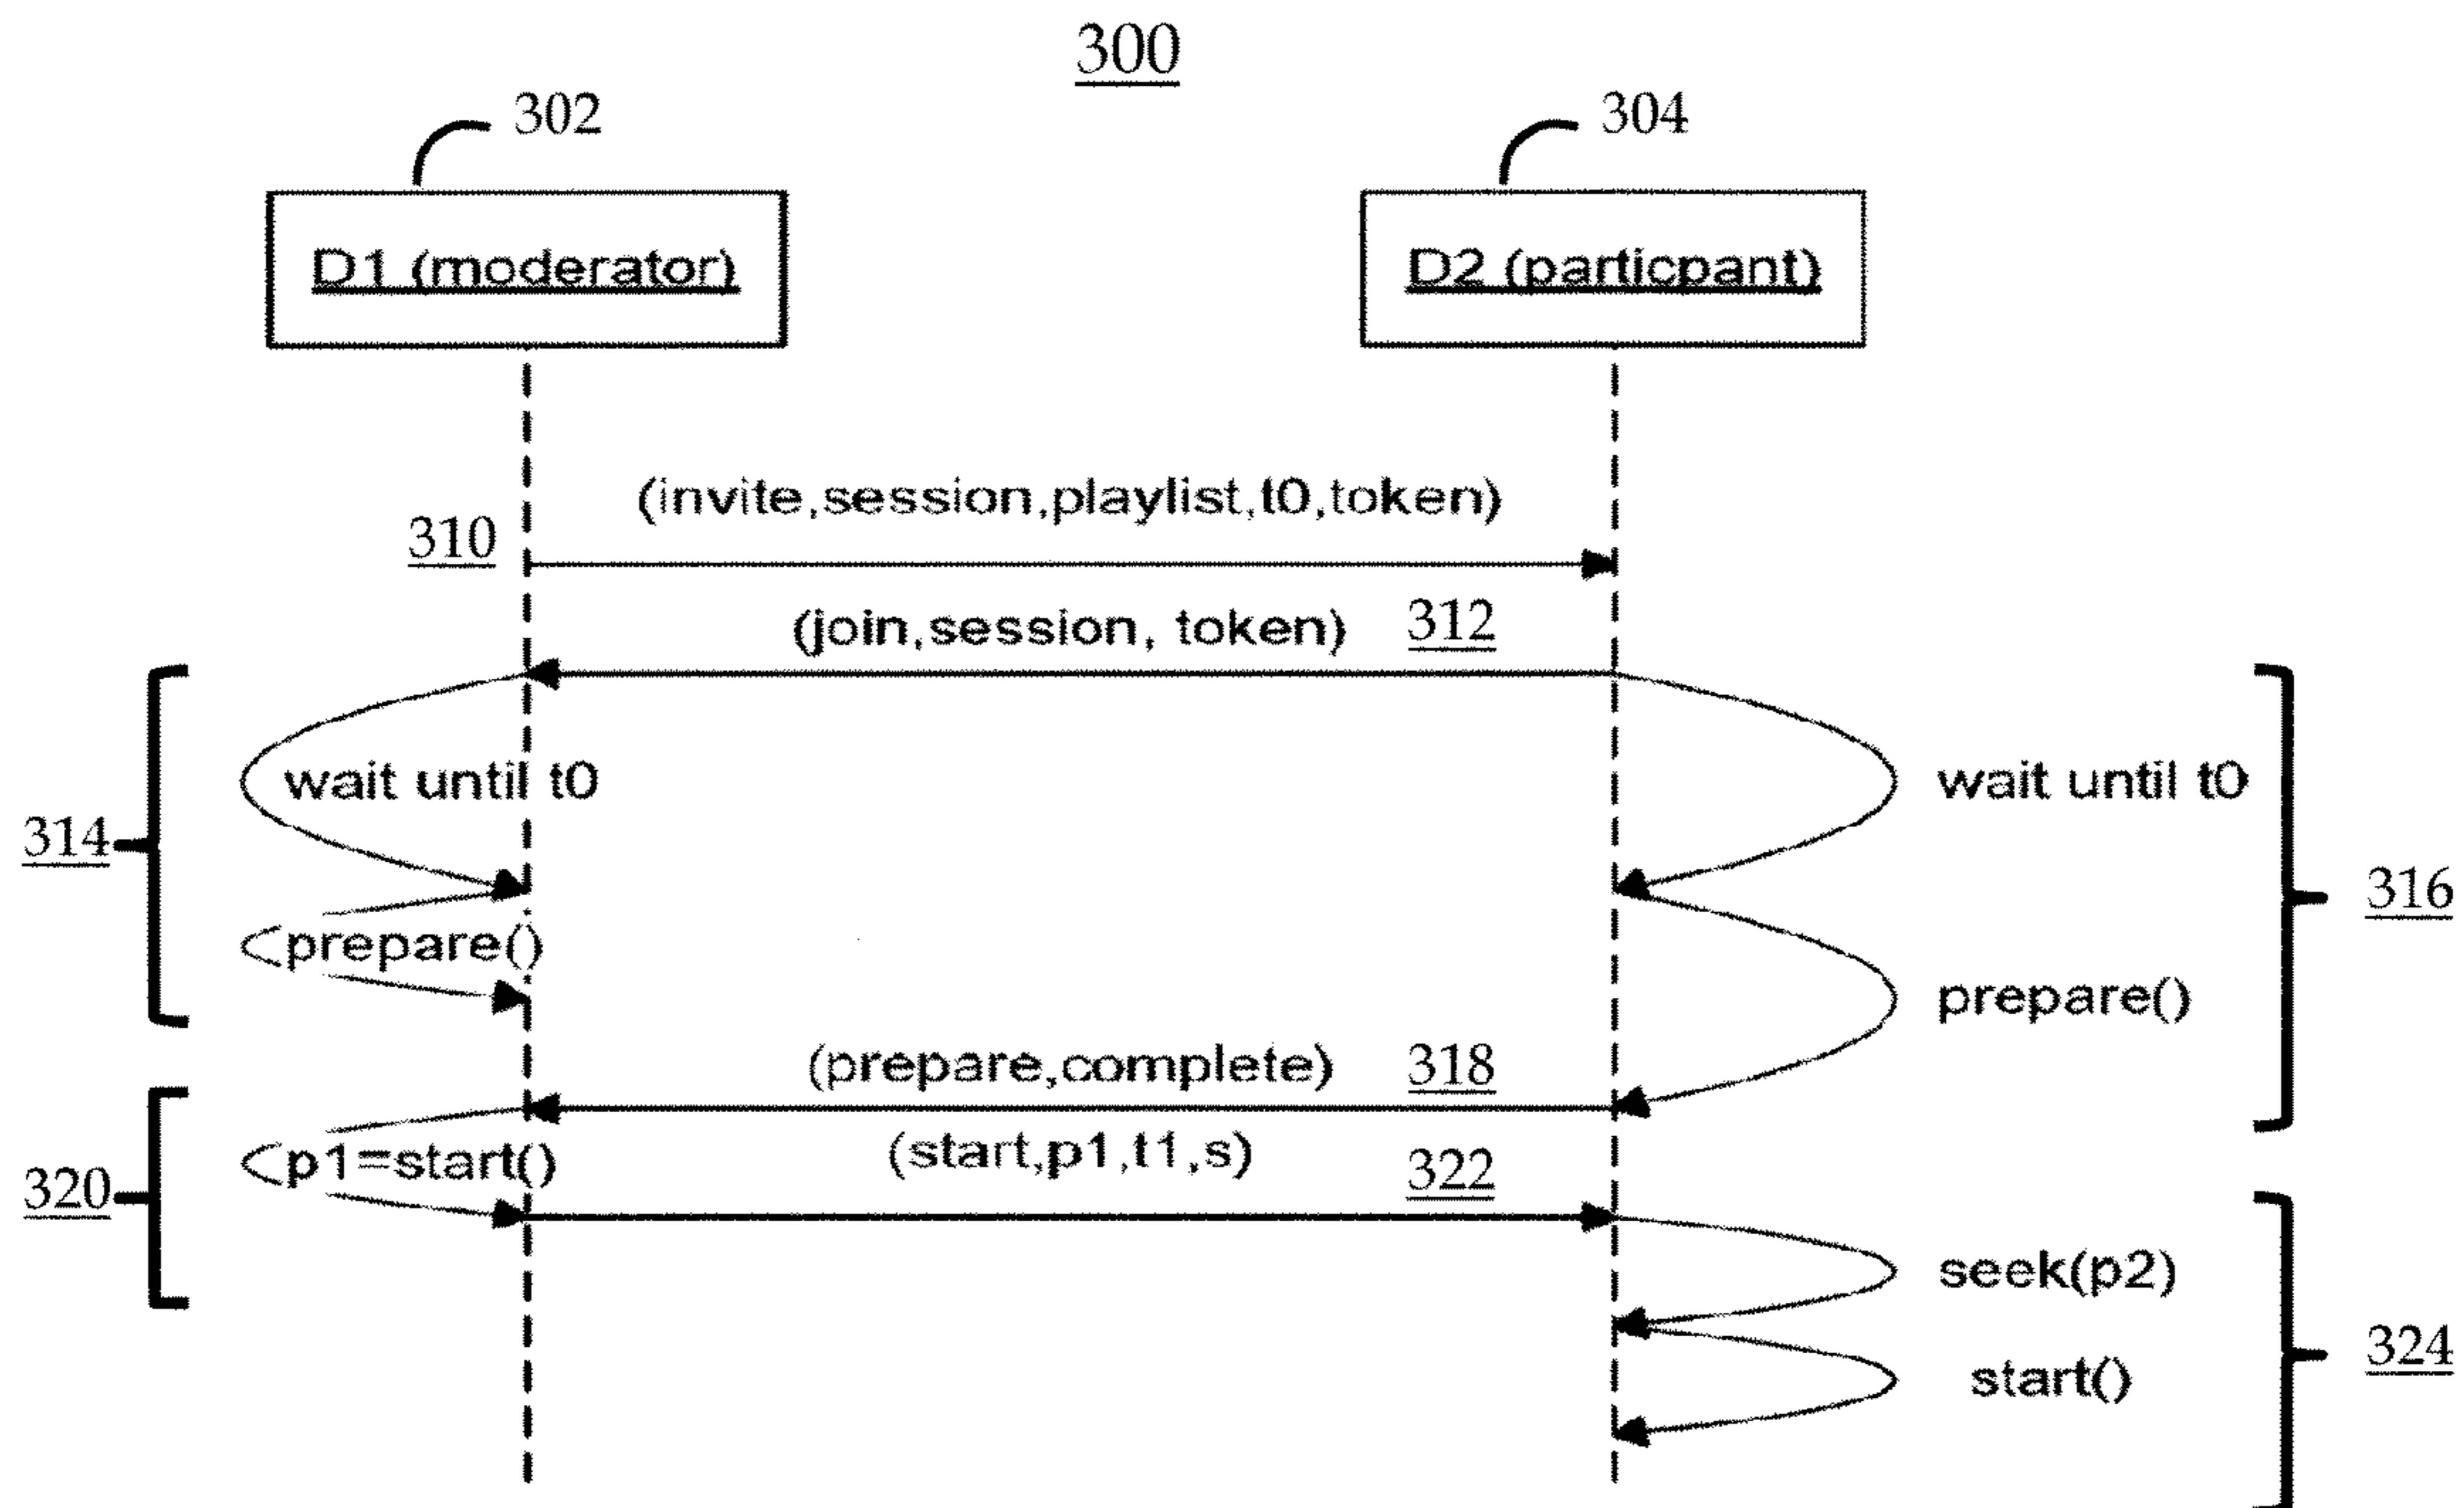 300
302
304
D1 (moderator)
D2 (particpant)
(invite,session,playlist,t0,token)
310
(join,session, token)
312
wait until t0
wait until t0
314
316
prepare()
prepare()
(prepare,complete)
318
p1=start()
(start,p1,t1,s)
322
320
seek(p2)
324
start()